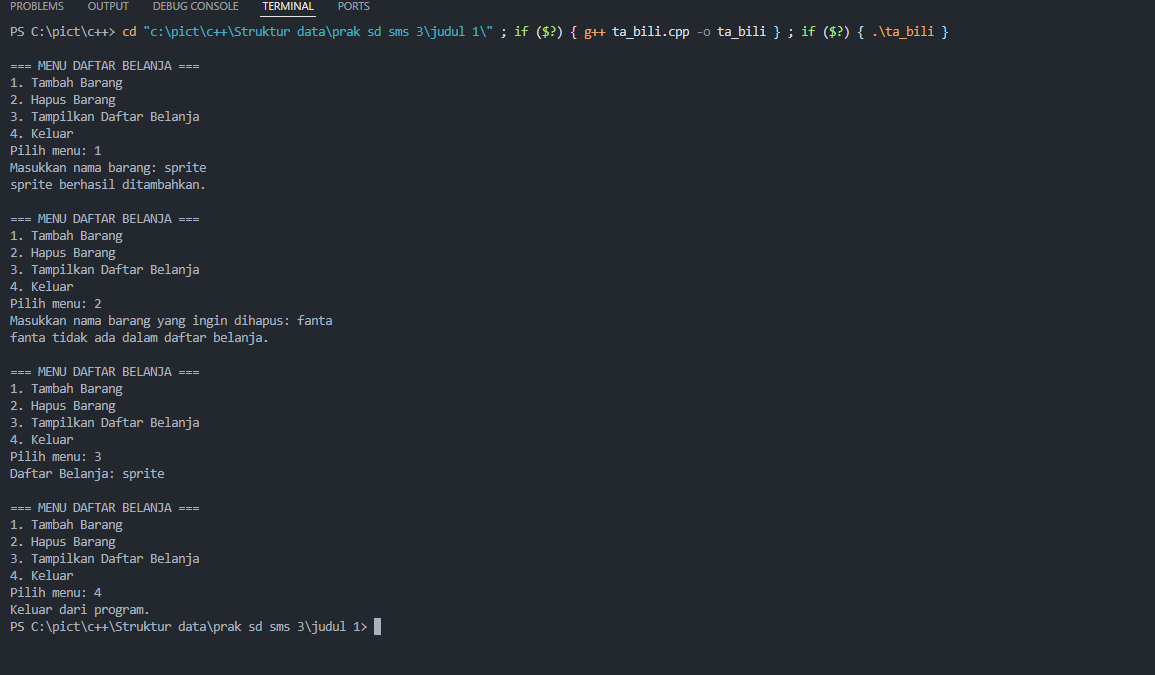 PROBLEMS OUTPUT DEBUG CONSOLE TERMINAL PORTS
PS C:\pict\c++> cd "c:\pict\c++\Struktur data\prak sd sms 3\judul 1\" ; if ($?) { g++ ta_bili.cpp -o ta_bili } ; if ($?) { .\ta_bili }
=== MENU DAFTAR BELANJA ===
1. Tambah Barang
2. Hapus Barang
3. Tampilkan Daftar Belanja
4. Keluar
Pilih menu: 1
Masukkan nama barang: sprite
sprite berhasil ditambahkan.
=== MENU DAFTAR BELANJA ===
1. Tambah Barang
2. Hapus Barang
3. Tampilkan Daftar Belanja
4. Keluar
Pilih menu: 2
Masukkan nama barang yang ingin dihapus: fanta
fanta tidak ada dalam daftar belanja.
=== MENU DAFTAR BELANJA ===
1. Tambah Barang
2. Hapus Barang
3. Tampilkan Daftar Belanja
4. Keluar
Pilih menu: 3
Daftar Belanja: sprite
=== MENU DAFTAR BELANJA ===
1. Tambah Barang
2. Hapus Barang
3. Tampilkan Daftar Belanja
4. Keluar
Pilih menu: 4
Keluar dari program.
PS C:\pict\c++\Struktur data\prak sd sms 3\judul 1>